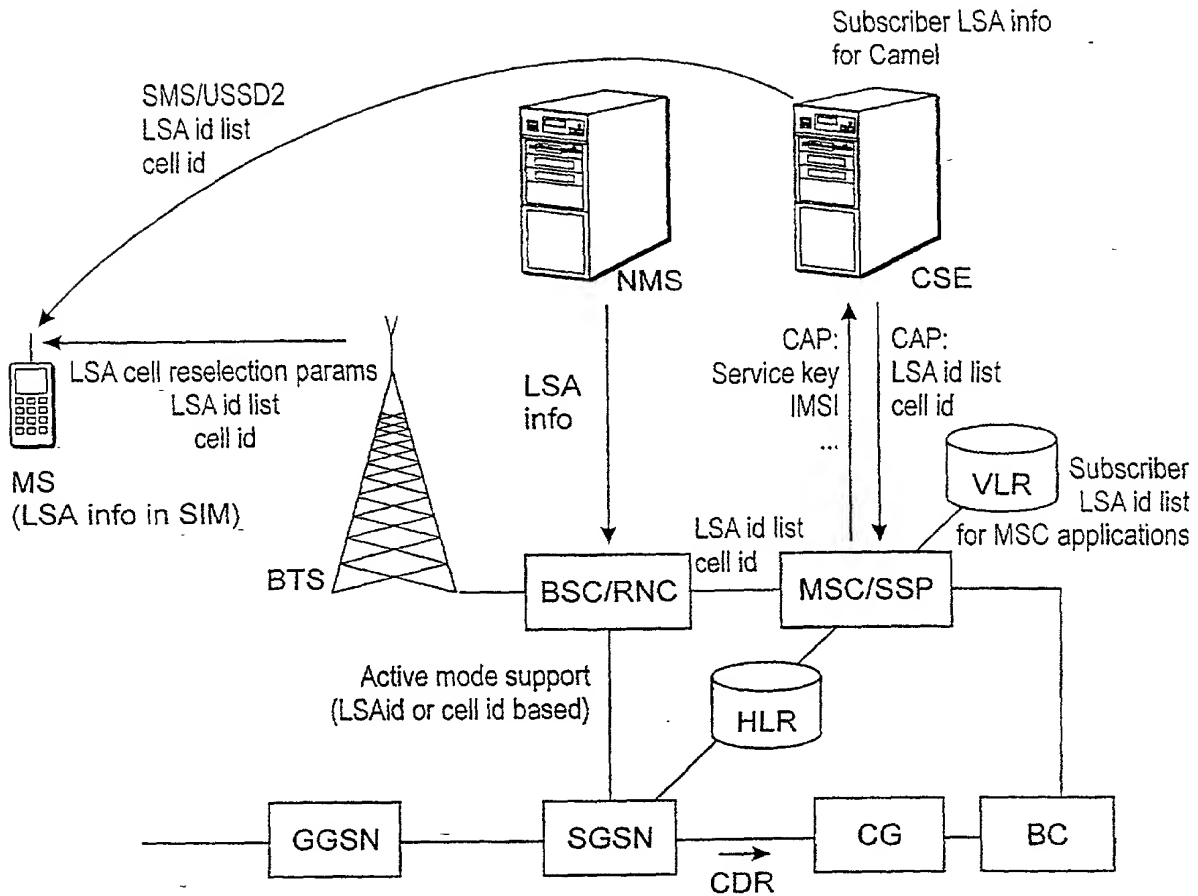 Subscriber LSA info
for Camel
SMS/USSD2
LSA id list
cell id
NMS
CSE
LSA cell reselection params
LSA id list
cell id
LSA
info
CAP:
Service key
IMSI
...
CAP:
LSA id list
cell id
MS
(LSA info in SIM)
VLR
Subscriber
LSA id list
for MSC applications
LSA id list
cell id
BTS
BSC/RNC
MSC/SSP
Active mode support
(LSAid or cell id based)
HLR
GGSN
SGSN
CG
BC
CDR